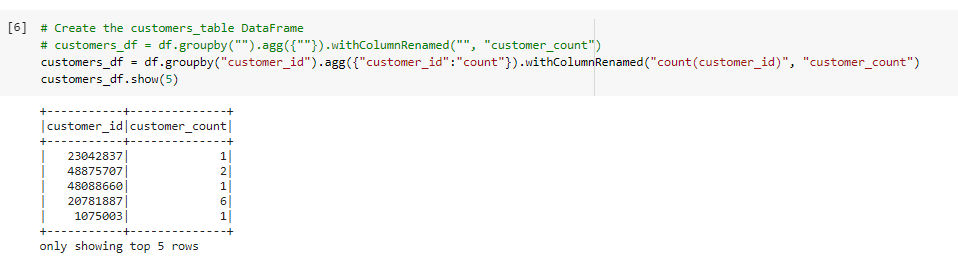 [6] # Create the customers_table DataFrame
# customers_df = df.groupby("").agg({""}).withColumnRenamed("", "customer_count")
customers_df = df.groupby("customer_id").agg({"customer_id":"count"}).withColumnRenamed("count(customer_id)", "customer_count")
customers_df.show(5)
+-----------+--------------+
|customer_id|customer_count|
+-----------+--------------+
|   23042837|             1|
|   48875707|             2|
|   48088660|             1|
|   20781887|             6|
|    1075003|             1|
+-----------+--------------+
only showing top 5 rows